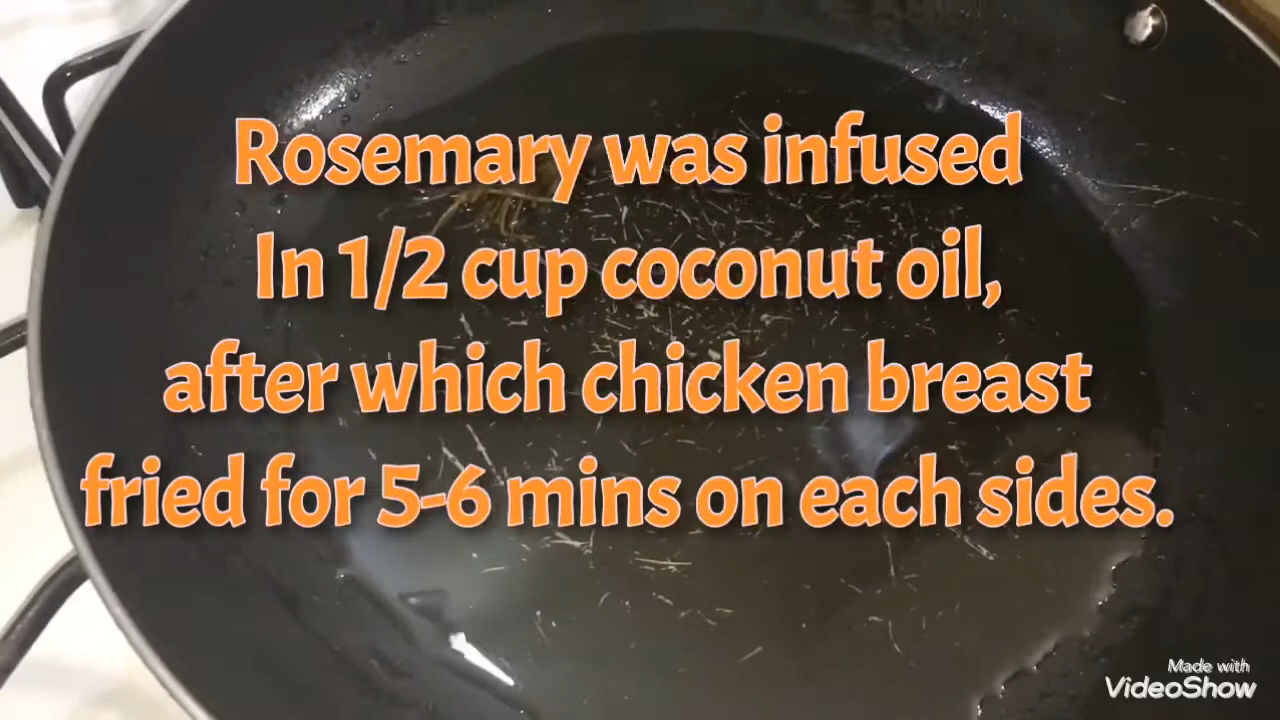 Rosemary was infused
In 1/2 cup coconut oil,
after which chicken breast
fried for 5-6 mins on each sides.
Made with
VideoShow